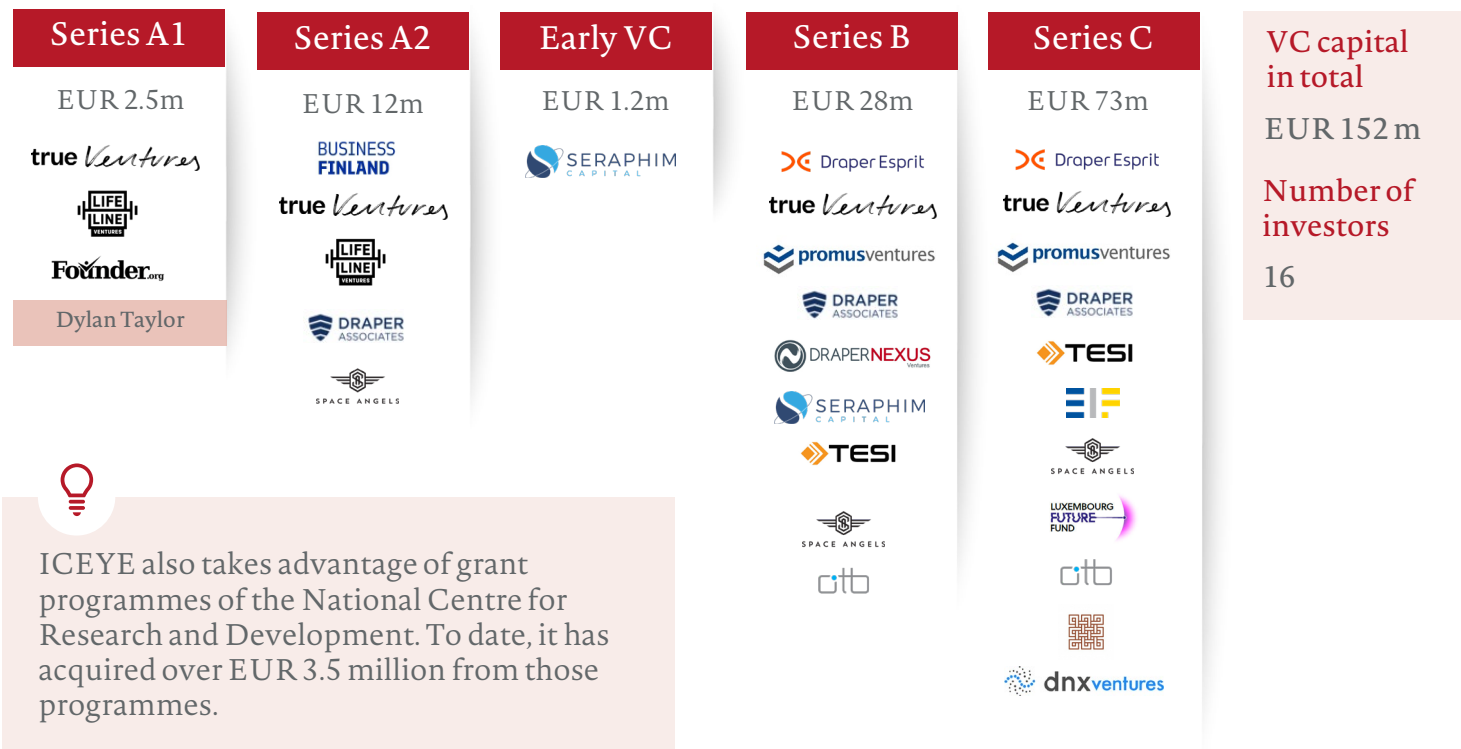 Series A1
EUR 2.5m
true Ventures
LIFE
LINE
VENTURES
Founder.org
Dylan Taylor
Series A2
EUR 12m
BUSINESS
FINLAND
true Ventures
LIFE
LINE
VENTURES
DRAPER
ASSOCIATES
SPACE ANGELS
Early VC
EUR 1.2m
SERAPHIM
CAPITAL
Series B
EUR 28m
Draper Esprit
true Ventures
promusventures
DRAPER
ASSOCIATES
DRAPERNEXUS
Ventures
SERAPHIM
CAPITAL
TESI
SPACE ANGELS
otb
Series C
EUR 73m
Draper Esprit
true Ventures
promusventures
DRAPER
ASSOCIATES
TESI
EIF
SPACE ANGELS
LUXEMBOURG
FUTURE
FUND
otb
dnxventures
VC capital
in total
EUR 152 m
Number of
investors
16
ICEYE also takes advantage of grant
programmes of the National Centre for
Research and Development. To date, it has
acquired over EUR 3.5 million from those
programmes.